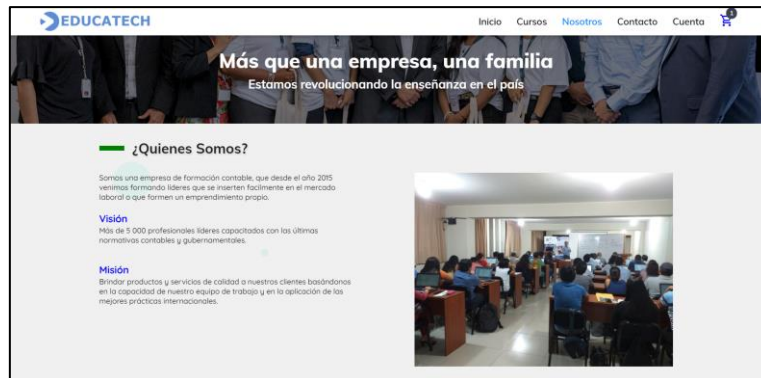 EDUCATECH
Inicio Cursos Nosotros Contacto Cuenta 1
Más que una empresa, una familia
Estamos revolucionando la enseñanza en el país
¿Quienes Somos?
Somos una empresa de formación contable, que desde el año 2015
venimos formando líderes que se inserten facilmente en el mercado
laboral o que formen un emprendimiento propio.
Visión
Más de 5 000 profesionales líderes capacitados con las últimas
normativas contables y gubernamentales.
Misión
Brindar productos y servicios de calidad a nuestros clientes basándonos
en la capacidad de nuestro equipo de trabajo y en la aplicación de las
mejores prácticas internacionales.